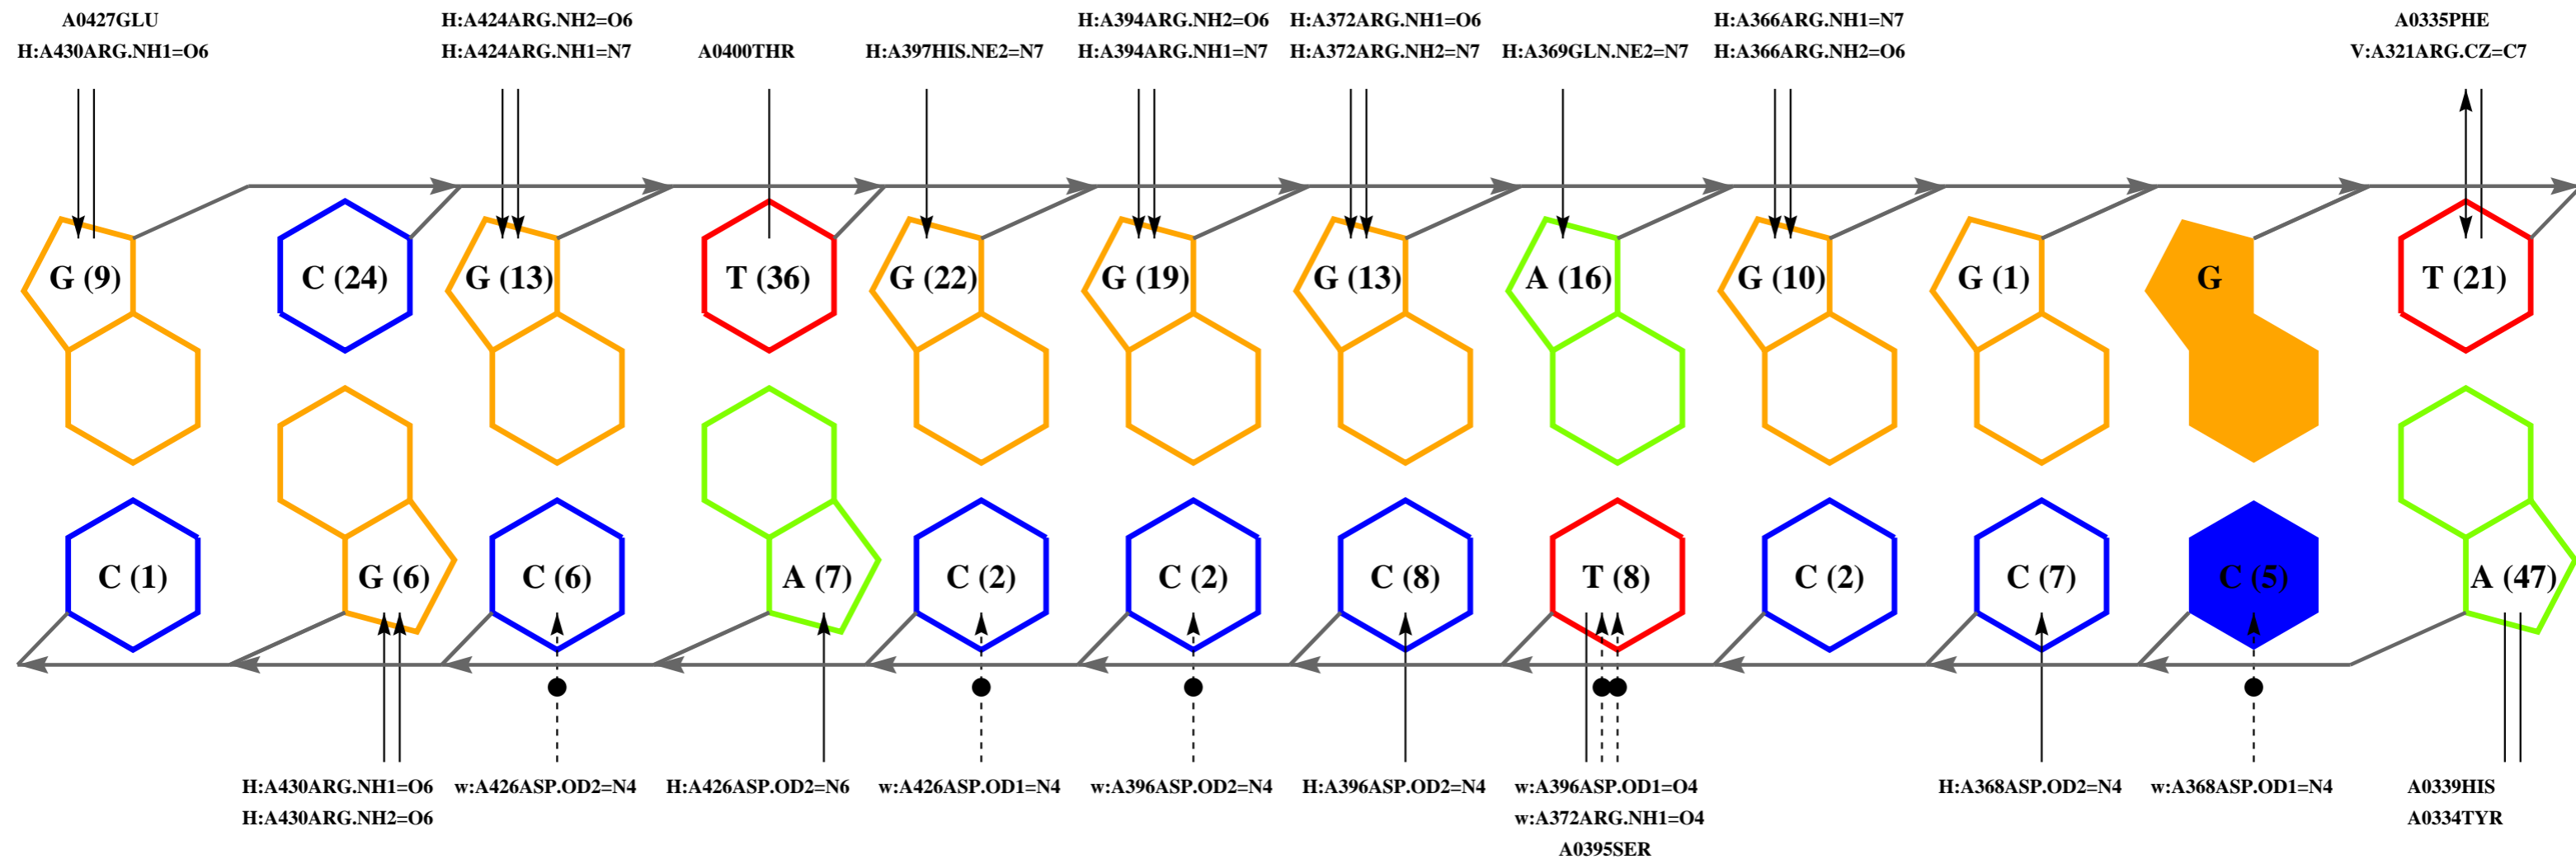 A0427GLU
H:A430ARG.NH1=O6
H:A424ARG.NH2=O6
H:A424ARG.NH1=N7
A0400THR
H:A397HIS.NE2=N7
H:A394ARG.NH2=O6
H:A394ARG.NH1=N7
H:A372ARG.NH1=O6
H:A372ARG.NH2=N7
H:A369GLN.NE2=N7
H:A366ARG.NH1=N7
H:A366ARG.NH2=O6
A0335PHE
V:A321ARG.CZ=C7
G (9)
C (24)
G (13)
T (36)
G (22)
G (19)
G (13)
A (16)
G (10)
G (1)
G
T (21)
C (1)
G (6)
C (6)
A (7)
C (2)
C (2)
C (8)
T (8)
C (2)
C (7)
C (5)
A (47)
H:A430ARG.NH1=O6
H:A430ARG.NH2=O6
w:A426ASP.OD2=N4
H:A426ASP.OD2=N6
w:A426ASP.OD1=N4
w:A396ASP.OD2=N4
H:A396ASP.OD2=N4
w:A396ASP.OD1=O4
w:A372ARG.NH1=O4
A0395SER
H:A368ASP.OD2=N4
w:A368ASP.OD1=N4
A0339HIS
A0334TYR